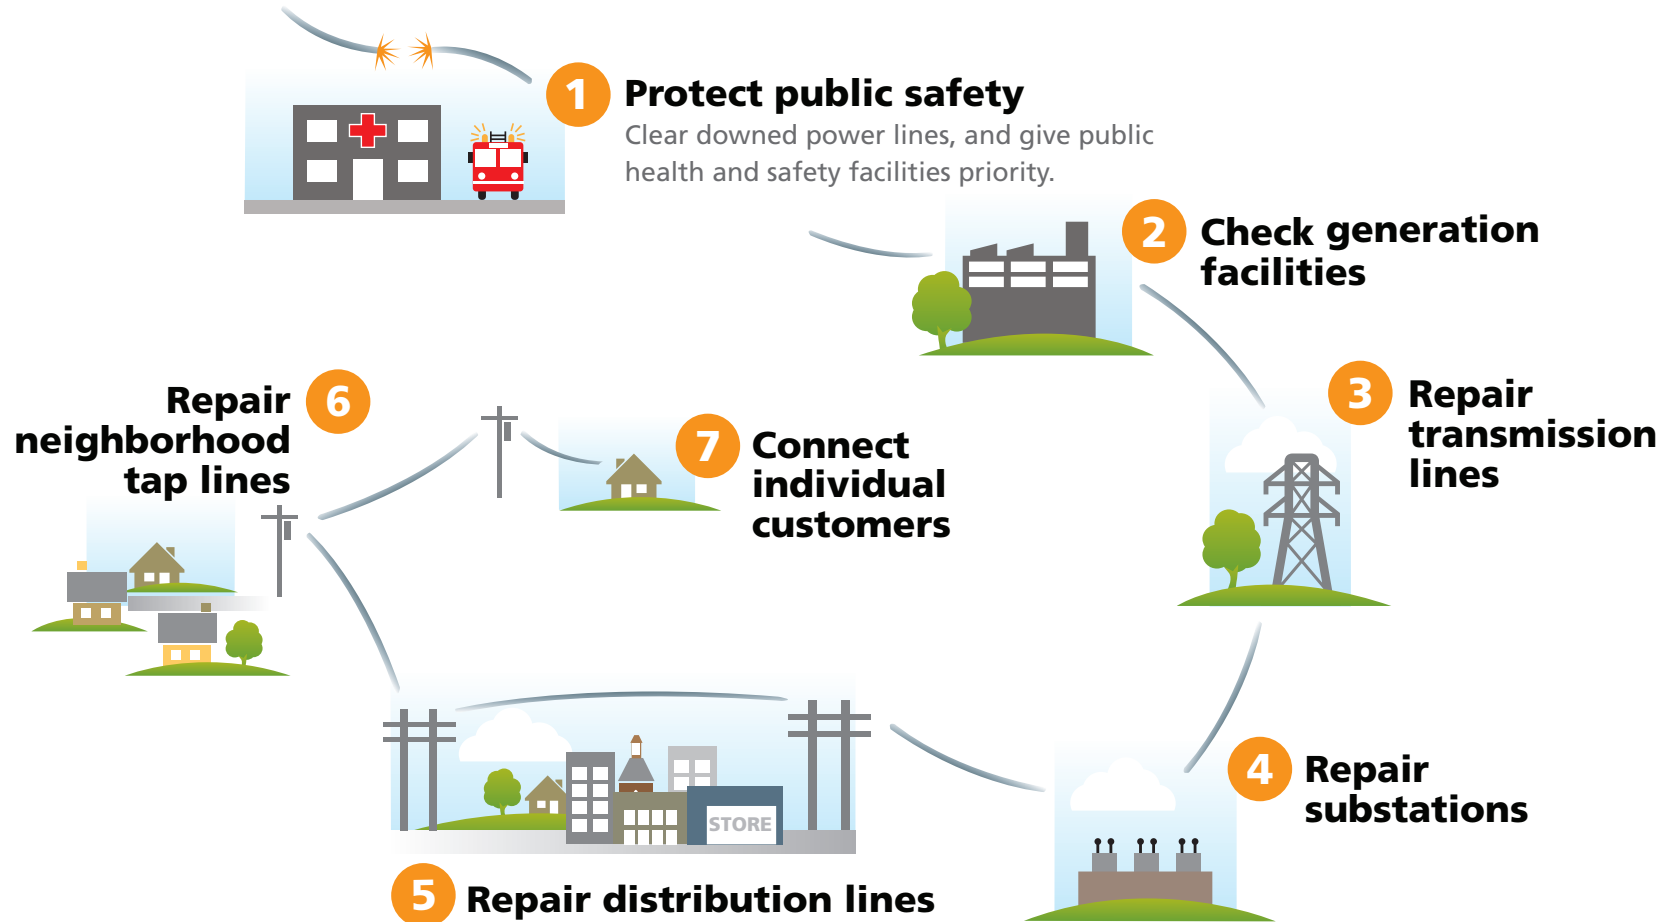 1
Protect public safety
Clear downed power lines, and give public
health and safety facilities priority.
2
Check generation
facilities
3
Repair
transmission
lines
4
Repair
substations
5
Repair distribution lines
STORE
6
Repair
neighborhood
tap lines
7
Connect
individual
customers